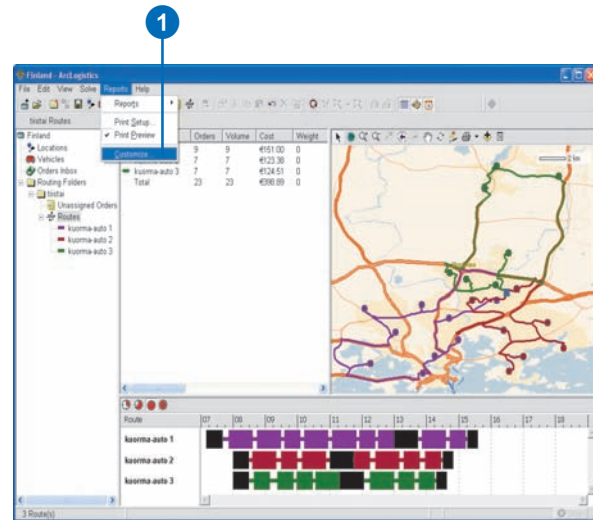 1
Finland - ArcLogistics
File Edit View Solve Reports Help
Reports
Print Setup...
Print Preview
Customize...
tiistai Routes
Finland
Locations
Vehicles
Orders Inbox
Routing Folders
tiistai
Unassigned Orders
Routes
kuorma-auto 1
kuorma-auto 2
kuorma-auto 3
Orders Volume Cost Weight
9 9 €151.00 0
7 7 €123.38 0
kuorma-auto 3 7 7 €124.51 0
Total 23 23 €398.89 0
2 km
Route 07 08 09 10 11 12 13 14 15 16 17 18
kuorma-auto 1
kuorma-auto 2
kuorma-auto 3
3 Route(s)